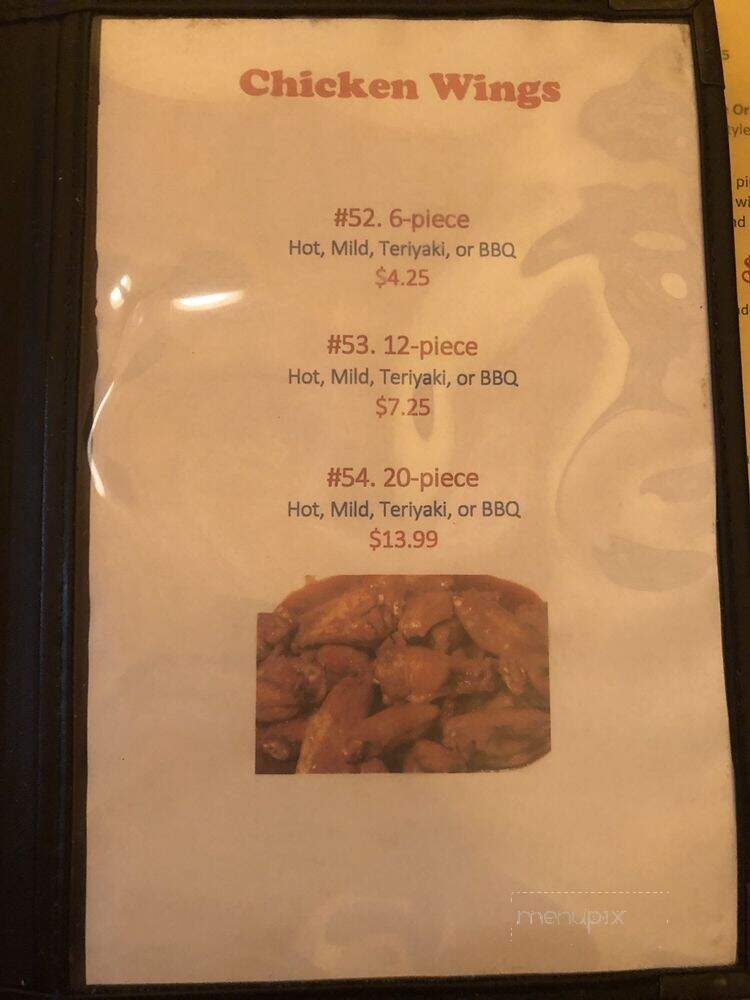 Chicken Wings
#52. 6-piece
Hot, Mild, Teriyaki, or BBQ
$4.25
#53. 12-piece
Hot, Mild, Teriyaki, or BBQ
$7.25
#54. 20-piece
Hot, Mild, Teriyaki, or BBQ
$13.99
menupix